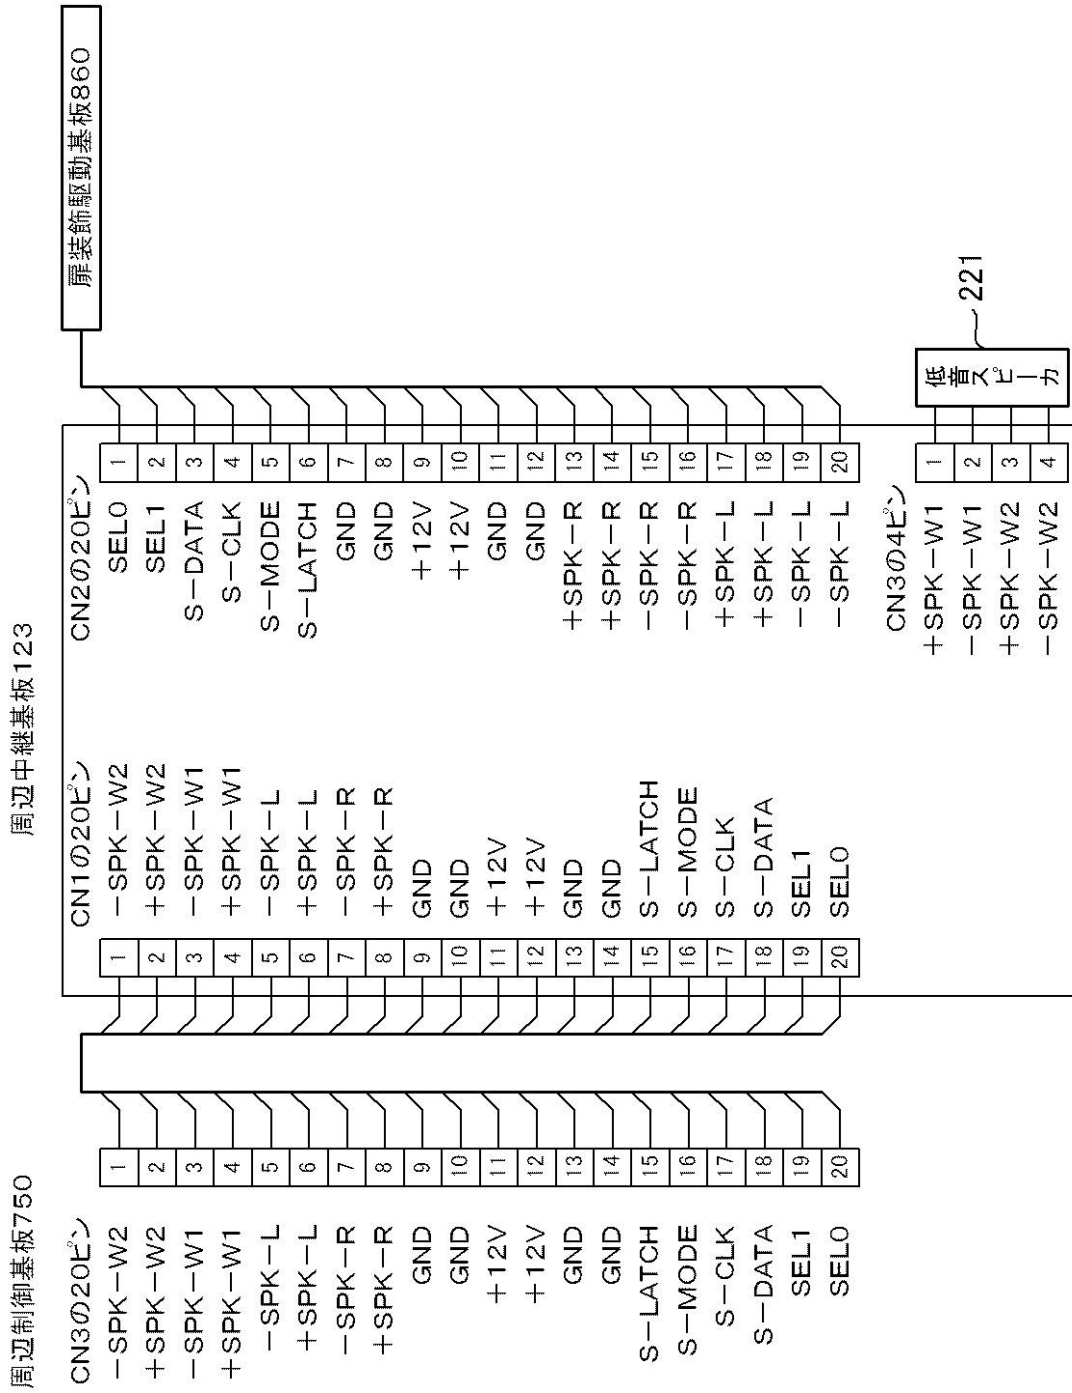 周辺制御基板750
CN3の20ピン
−SPK−W2 1
+SPK−W2 2
−SPK−W1 3
+SPK−W1 4
−SPK−L 5
+SPK−L 6
−SPK−R 7
+SPK−R 8
GND 9
GND 10
+12V 11
+12V 12
GND 13
GND 14
S−LATCH 15
S−MODE 16
S−CLK 17
S−DATA 18
SEL1 19
SEL0 20
周辺中継基板123
CN1の20ピン
1 −SPK−W2
2 +SPK−W2
3 −SPK−W1
4 +SPK−W1
5 −SPK−L
6 +SPK−L
7 −SPK−R
8 +SPK−R
9 GND
10 GND
11 +12V
12 +12V
13 GND
14 GND
15 S−LATCH
16 S−MODE
17 S−CLK
18 S−DATA
19 SEL1
20 SEL0
CN2の20ピン
SEL0 1
SEL1 2
S−DATA 3
S−CLK 4
S−MODE 5
S−LATCH 6
GND 7
GND 8
+12V 9
+12V 10
GND 11
GND 12
+SPK−R 13
+SPK−R 14
−SPK−R 15
−SPK−R 16
+SPK−L 17
+SPK−L 18
−SPK−L 19
−SPK−L 20
CN3の4ピン
+SPK−W1 1
−SPK−W1 2
+SPK−W2 3
−SPK−W2 4
扉装飾駆動基板860
低音スピーカ
221